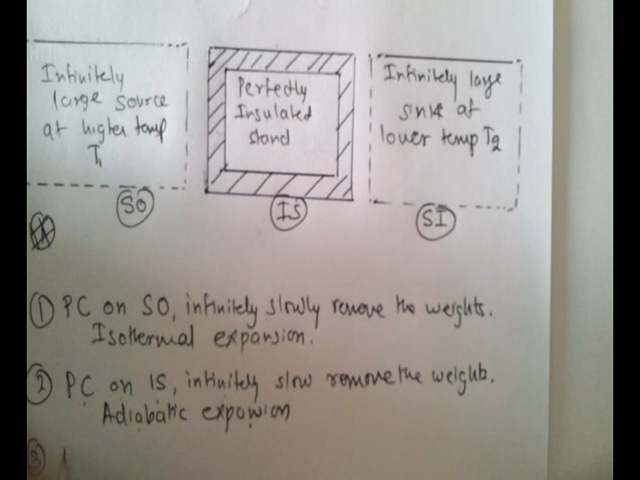 Infinitely
large source
at higher temp
T1
SO
Perfectly
Insulated
stand
IS
Infinitely large
sink at
lower temp T2
SI
① PC on SO, infinitely slowly remove the weights.
Isothermal expansion.
② PC on IS, infinitely slow remove the weights.
Adiabatic expansion
③